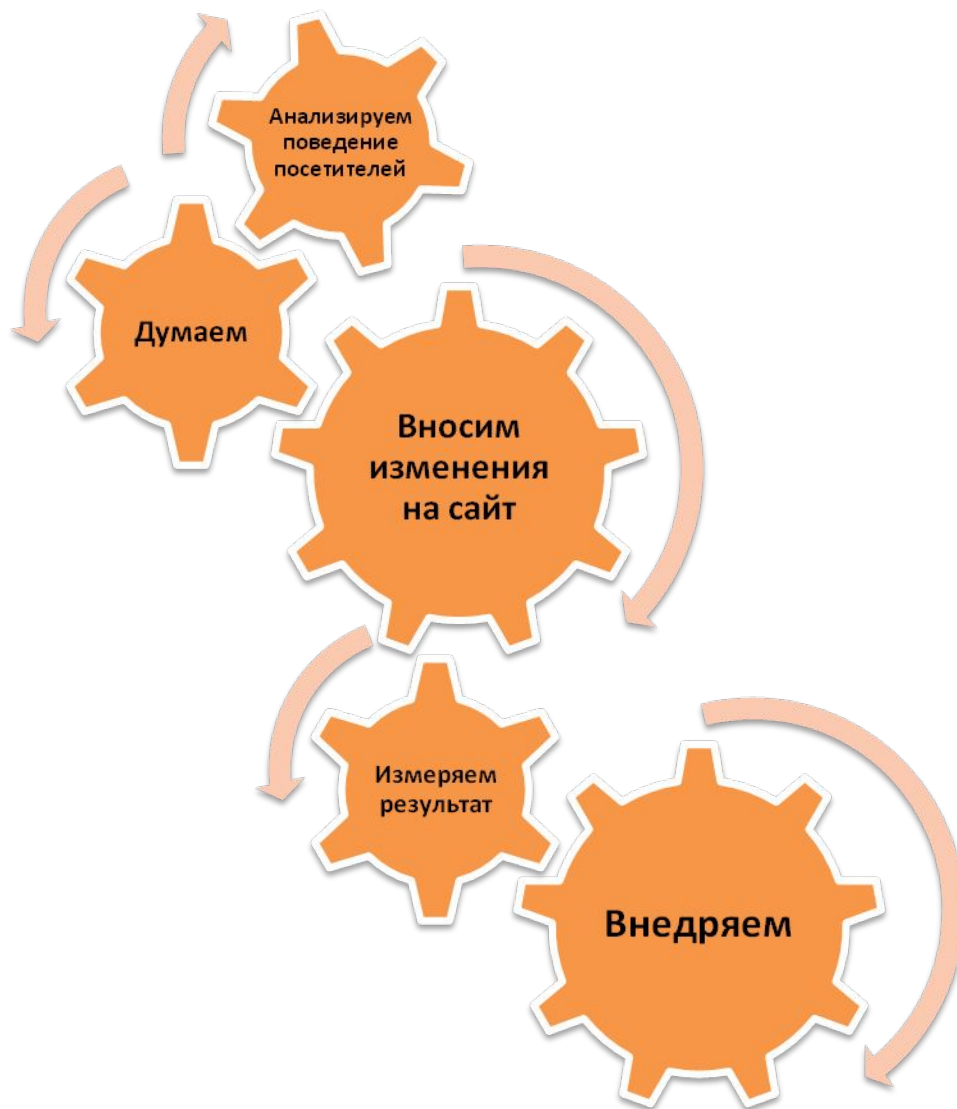 Анализируем
поведение
посетителей
Думаем
Вносим
изменения
на сайт
Измеряем
результат
Внедряем